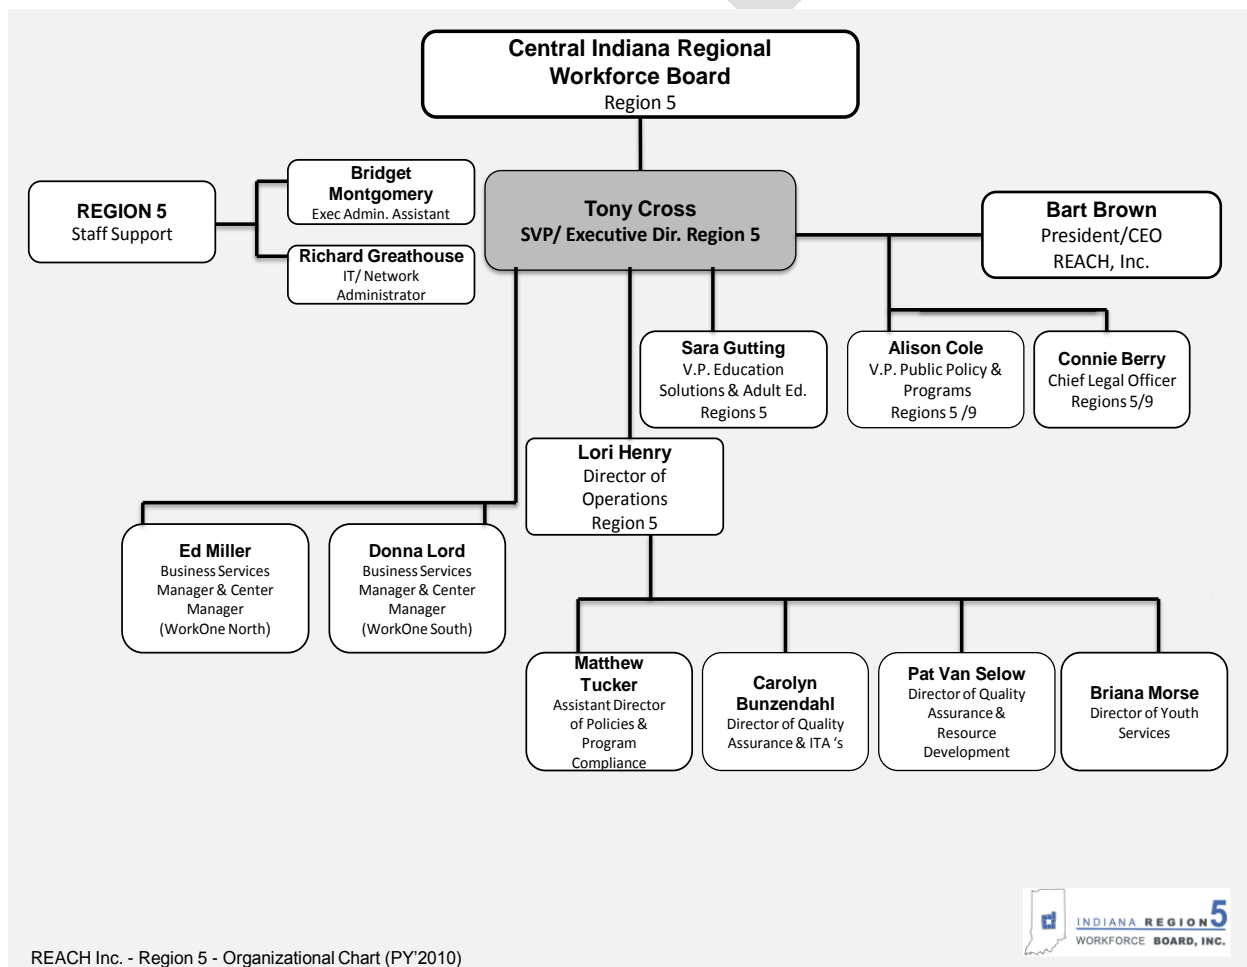 Central Indiana Regional
Workforce Board
Region 5
REGION 5
Staff Support
Bridget
Montgomery
Exec Admin. Assistant
Richard Greathouse
IT/ Network
Administrator
Tony Cross
SVP/ Executive Dir. Region 5
Bart Brown
President/CEO
REACH, Inc.
Sara Gutting
V.P. Education
Solutions & Adult Ed.
Regions 5
Alison Cole
V.P. Public Policy &
Programs
Regions 5 /9
Connie Berry
Chief Legal Officer
Regions 5/9
Lori Henry
Director of
Operations
Region 5
Ed Miller
Business Services
Manager & Center
Manager
(WorkOne North)
Donna Lord
Business Services
Manager & Center
Manager
(WorkOne South)
Matthew
Tucker
Assistant Director
of Policies &
Program
Compliance
Carolyn
Bunzendahl
Director of Quality
Assurance & ITA ‘s
Pat Van Selow
Director of Quality
Assurance &
Resource
Development
Briana Morse
Director of Youth
Services
INDIANA REGION 5
WORKFORCE BOARD, INC.
REACH Inc. - Region 5 - Organizational Chart (PY’2010)